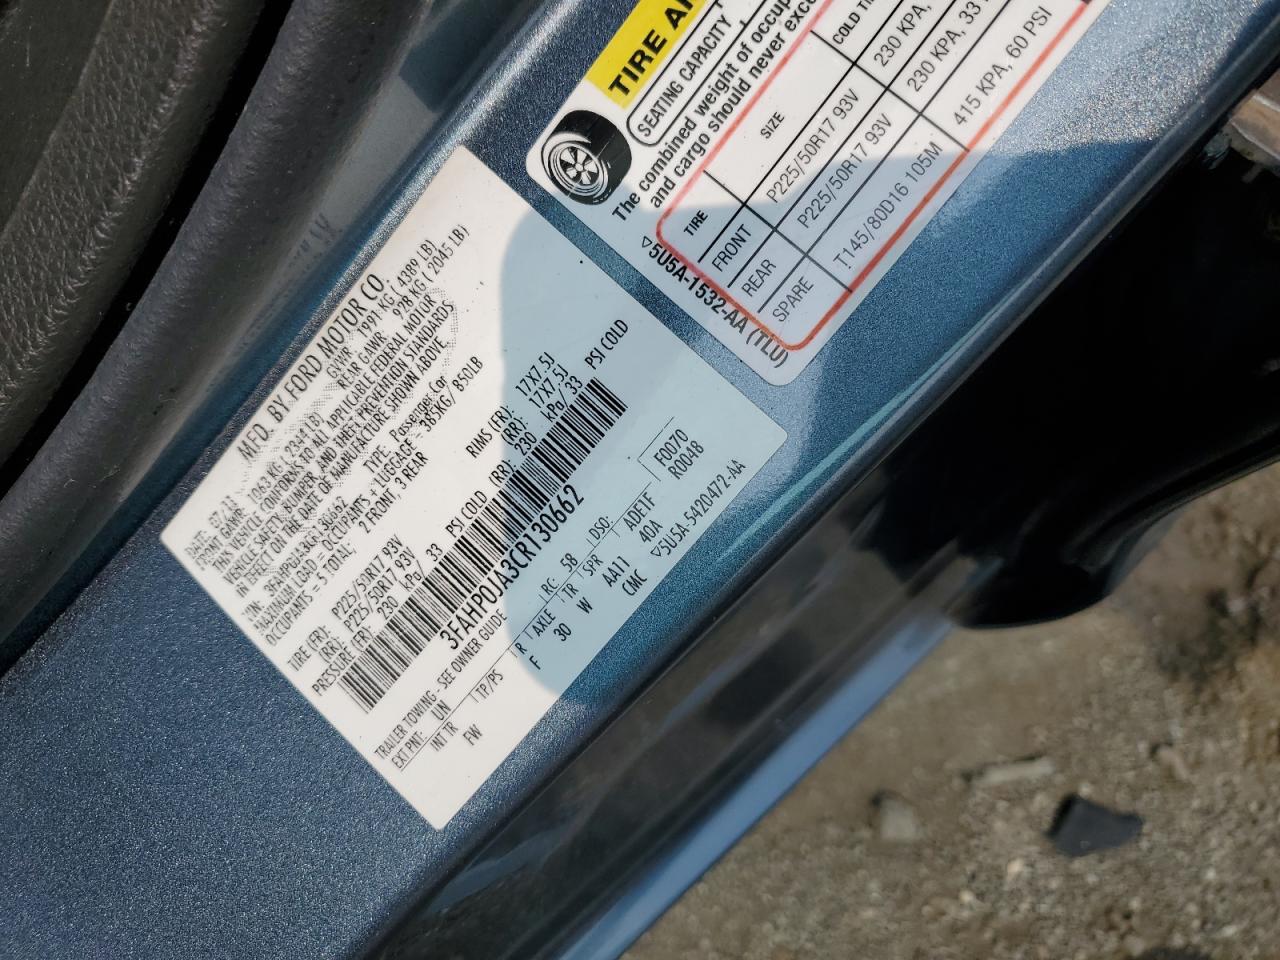 MFD. BY FORD MOTOR CO.
DATE: 07/11 GVWR: 1991 KG / 4389 LB)
FRONT GAWR: 1063 KG / 2344 LB) REAR GAWR: 928 KG ( 2045 LB)
THIS VEHICLE CONFORMS TO ALL APPLICABLE FEDERAL MOTOR
VEHICLE SAFETY, BUMPER, AND THEFT PREVENTION STANDARDS
IN EFFECT ON THE DATE OF MANUFACTURE SHOWN ABOVE.
VIN: 3FAHP0JA3CR130662 TYPE: Passenger Car
MAXIMUM LOAD = OCCUPANTS + LUGGAGE = 385KG/ 850LB
OCCUPANTS = 5 TOTAL; 2 FRONT, 3 REAR
TIRE (FR): P225/50R17 93V RIMS (FR): 17X7.5J
(RR): P225/50R17 93V (RR): 17X7.5J
PRESSURE (FR): 230 kPa/ 33 PSI COLD (RR): 230 kPa/ 33 PSI COLD
3FAHP0JA3CR130662
TRAILER TOWING - SEE OWNER GUIDE
EXT PNT: UN RC: 58 DSO:
INT TR TP/PS R AXLE TR SPR ADETF F0070
FW F 30 W AA11 40A R0048
CMC ▽5U5A-5420472-AA
TIRE
SEATING CAPACITY
The combined weight of
and cargo should never
TIRE SIZE COLD
FRONT P225/50R17 93V 230 KPA,
REAR P225/50R17 93V 230 KPA, 33
SPARE T145/80D16 105M 415 KPA, 60 PSI
▽5U5A-1532-AA (TLU)